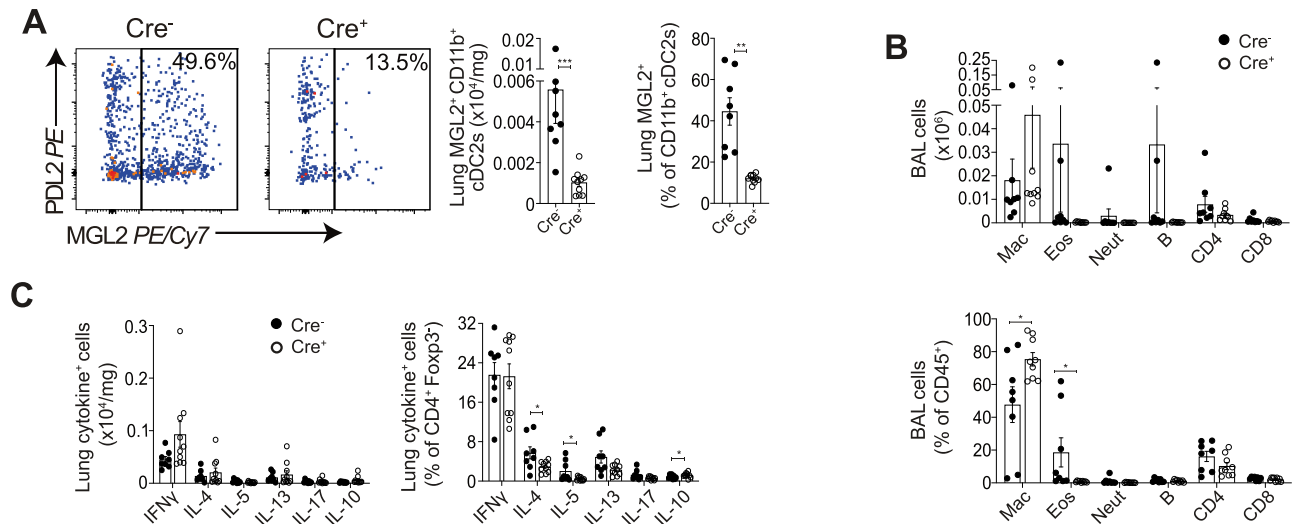 A
Cre-
Cre+
49.6%
13.5%
PDL2 PE
MGL2 PE/Cy7
Lung MGL2+ CD11b+
cDC2s (x10⁴/mg)
0.02
0.01
0.006
0.004
0.002
0
***
Cre-
Cre+
Lung MGL2+
(% of CD11b+ cDC2s)
80
60
40
20
0
**
Cre-
Cre+
B
Cre-
Cre+
BAL cells
(x10⁶)
0.25
0.20
0.15
0.10
0.05
0.04
0.03
0.02
0.01
0
Mac
Eos
Neut
B
CD4
CD8
BAL cells
(% of CD45+)
100
80
60
40
20
0
*
*
Mac
Eos
Neut
B
CD4
CD8
C
Cre-
Cre+
Lung cytokine+ cells
(x10⁴/mg)
0.3
0.2
0.1
0
IFNγ
IL-4
IL-5
IL-13
IL-17
IL-10
Lung cytokine+ cells
(% of CD4+ Foxp3-)
32
24
16
8
0
*
*
*
IFNγ
IL-4
IL-5
IL-13
IL-17
IL-10